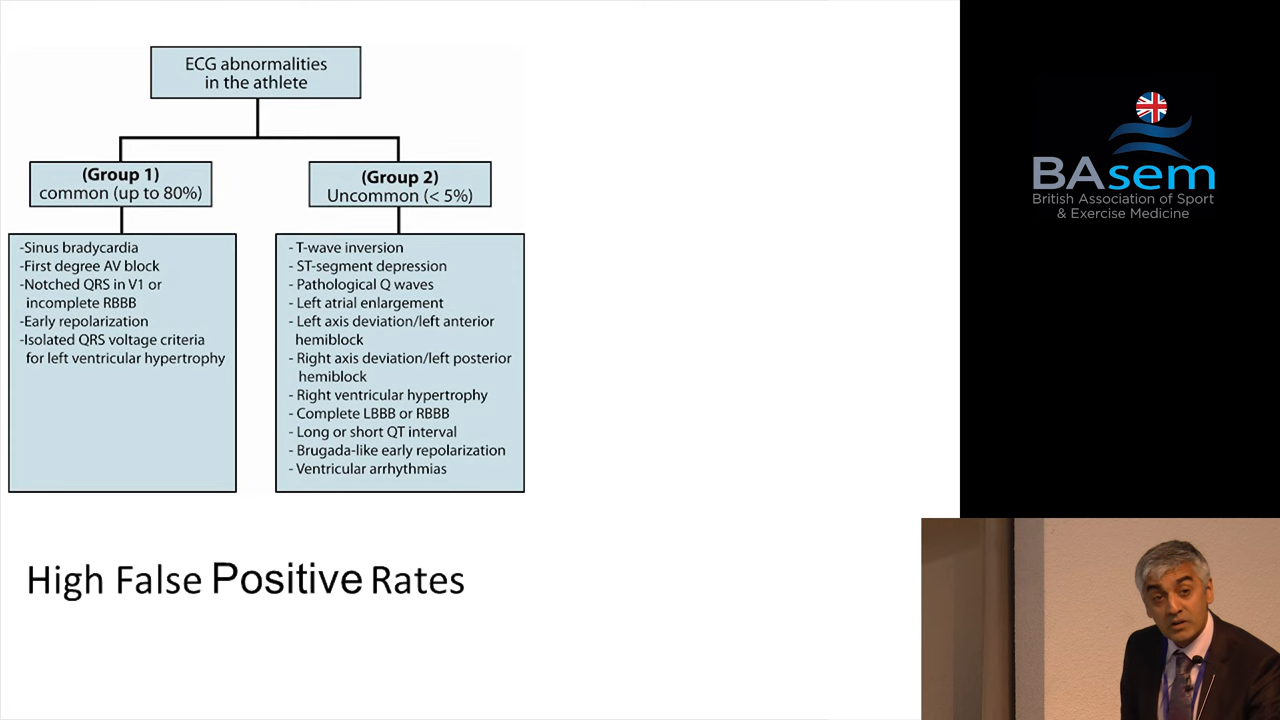 ECG abnormalities
in the athlete
(Group 1)
common (up to 80%)
(Group 2)
Uncommon (< 5%)
-Sinus bradycardia
-First degree AV block
-Notched QRS in V1 or
incomplete RBBB
-Early repolarization
-Isolated QRS voltage criteria
for left ventricular hypertrophy
- T-wave inversion
- ST-segment depression
- Pathological Q waves
- Left atrial enlargement
- Left axis deviation/left anterior
hemiblock
- Right axis deviation/left posterior
hemiblock
- Right ventricular hypertrophy
- Complete LBBB or RBBB
- Long or short QT interval
- Brugada-like early repolarization
- Ventricular arrhythmias
High False Positive Rates
BAsem
British Association of Sport
& Exercise Medicine